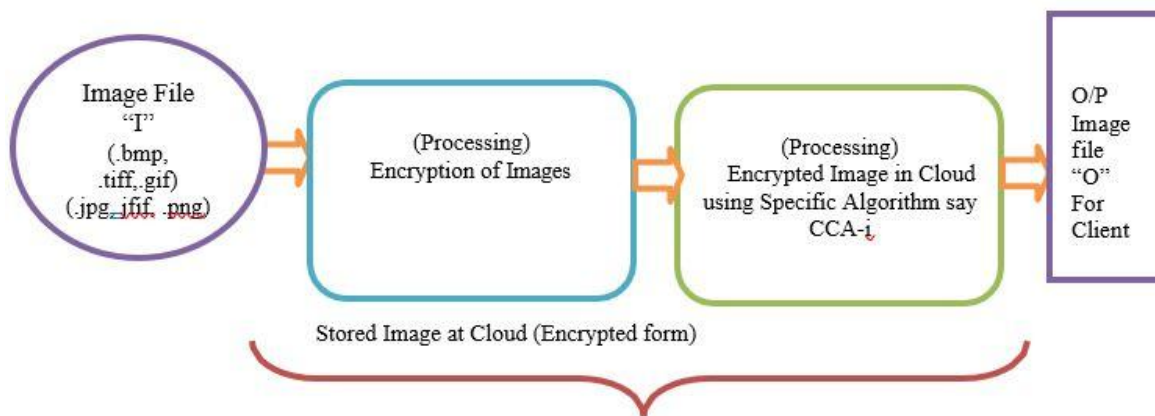 Image File
“I”
(.bmp,
.tiff,.gif)
(.jpg, jfif, .png)
(Processing)
Encryption of Images
(Processing)
Encrypted Image in Cloud
using Specific Algorithm say
CCA-i
O/P
Image
file
“O”
For
Client
Stored Image at Cloud (Encrypted form)